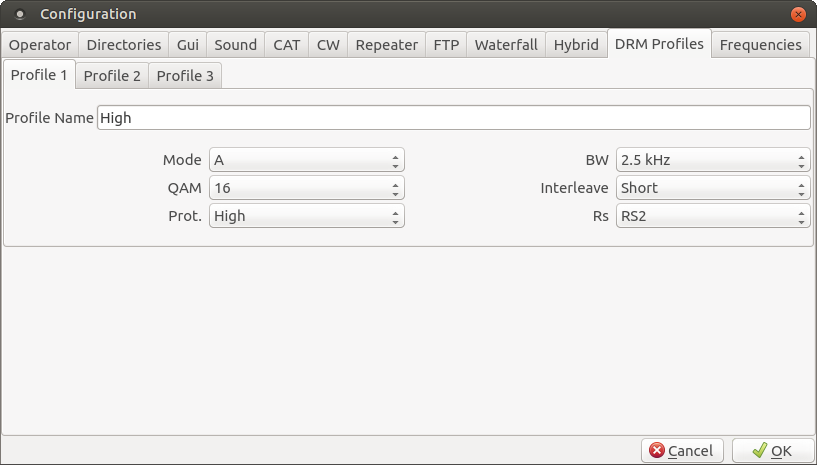 Configuration
Operator Directories Gui Sound CAT CW Repeater FTP Waterfall Hybrid DRM Profiles Frequencies
Profile 1 Profile 2 Profile 3
Profile Name High
Mode A BW 2.5 kHz
QAM 16 Interleave Short
Prot. High Rs RS2
Cancel OK